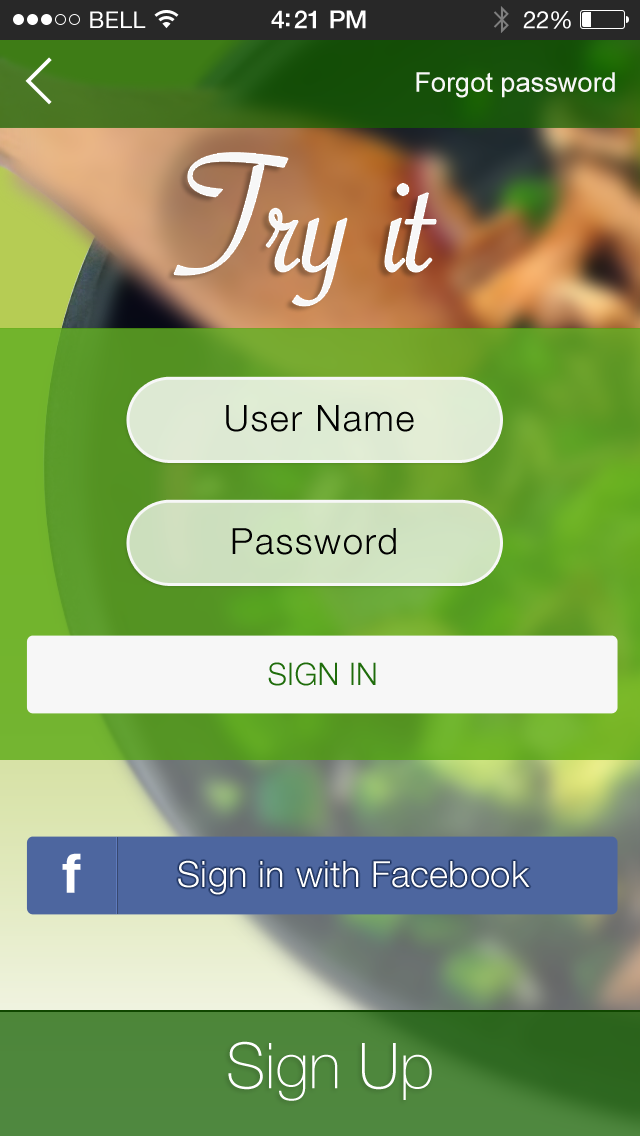 BELL 4:21 PM 22%
Forgot password
Try it
User Name
Password
SIGN IN
f Sign in with Facebook
Sign Up